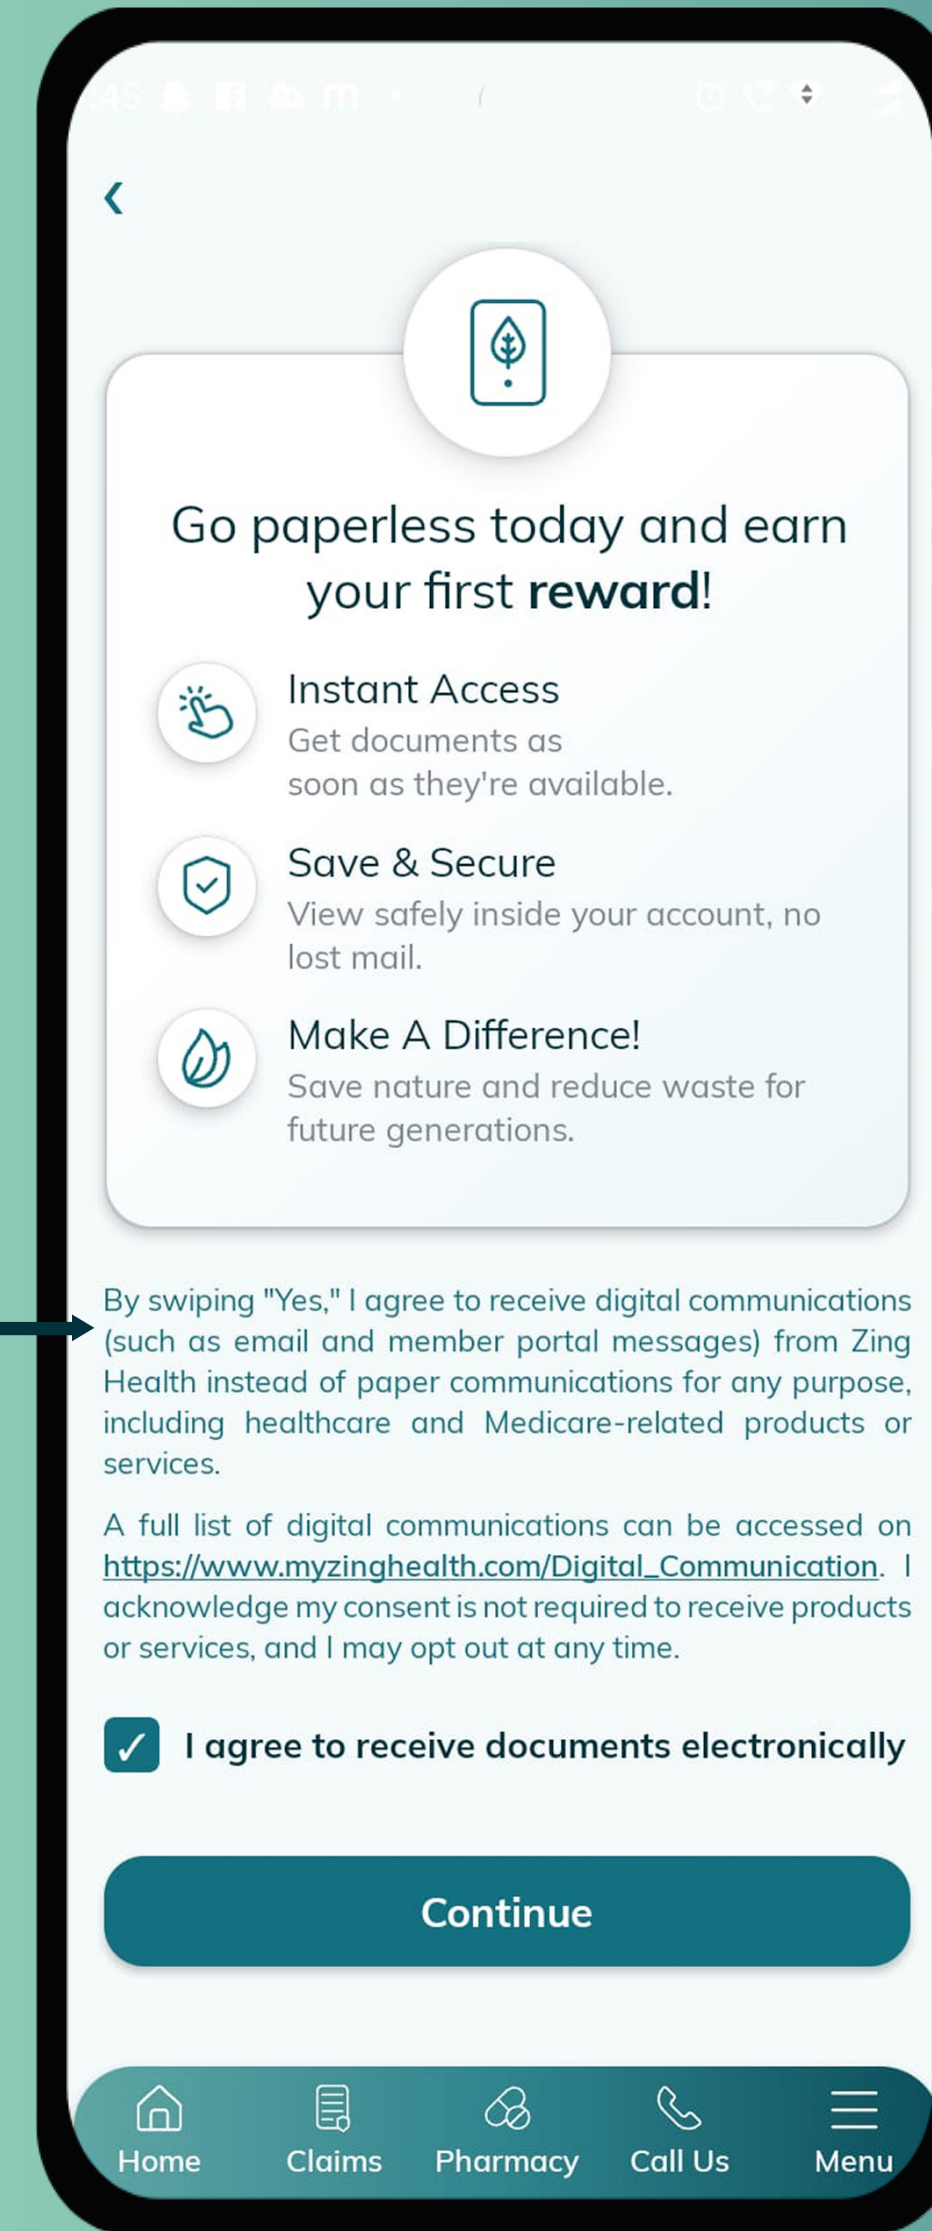 45
Go paperless today and earn
your first reward!
Instant Access
Get documents as
soon as they're available.
Save & Secure
View safely inside your account, no
lost mail.
Make A Difference!
Save nature and reduce waste for
future generations.
By swiping "Yes," I agree to receive digital communications
(such as email and member portal messages) from Zing
Health instead of paper communications for any purpose,
including healthcare and Medicare-related products or
services.
A full list of digital communications can be accessed on
https://www.myzinghealth.com/Digital_Communication. I
acknowledge my consent is not required to receive products
or services, and I may opt out at any time.
✓ I agree to receive documents electronically
Continue
Home Claims Pharmacy Call Us Menu